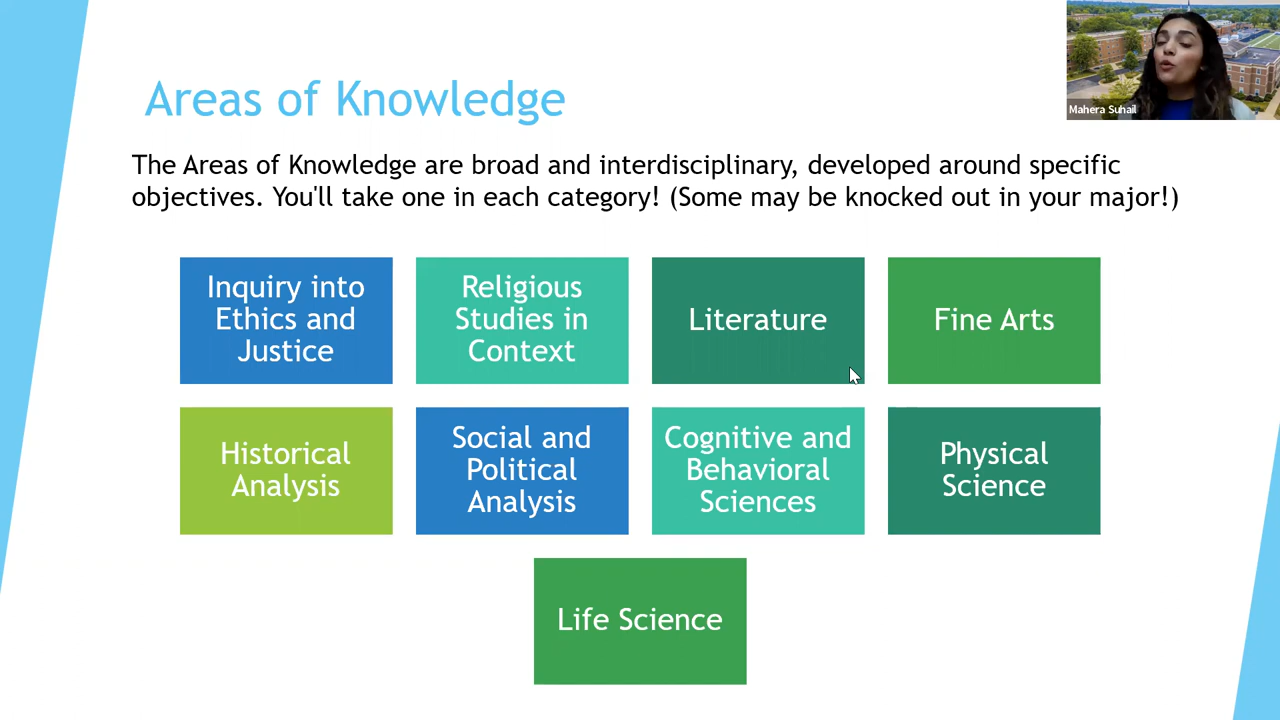 Mahera Suhail
Areas of Knowledge
The Areas of Knowledge are broad and interdisciplinary, developed around specific
objectives. You'll take one in each category! (Some may be knocked out in your major!)
Inquiry into
Ethics and
Justice
Religious
Studies in
Context
Literature
Fine Arts
Historical
Analysis
Social and
Political
Analysis
Cognitive and
Behavioral
Sciences
Physical
Science
Life Science